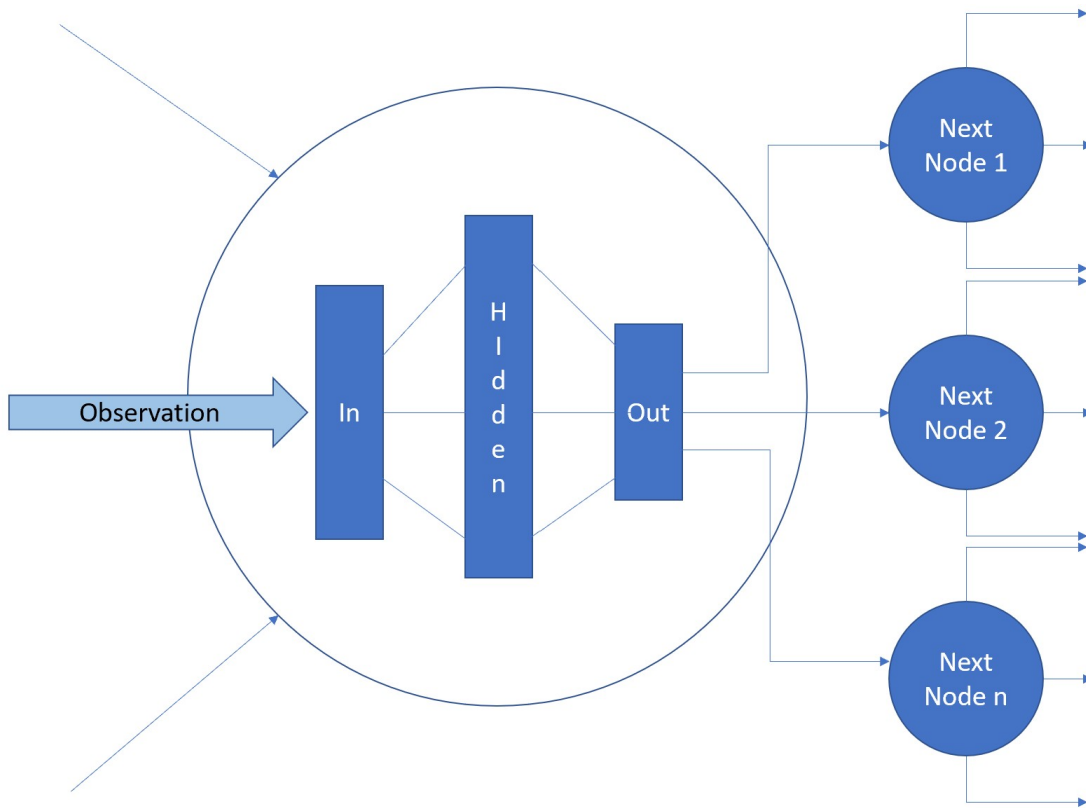 Observation
In
H
I
d
d
e
n
Out
Next
Node 1
Next
Node 2
Next
Node n